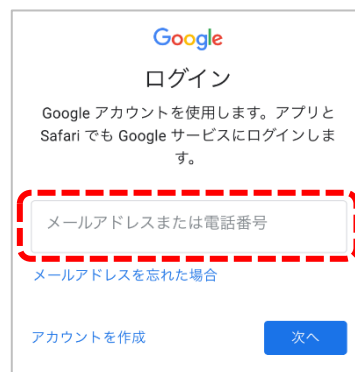 Google
ログイン
Google アカウントを使用します。アプリと
Safari でも Google サービスにログインしま
す。
メールアドレスまたは電話番号
メールアドレスを忘れた場合
アカウントを作成
次へ